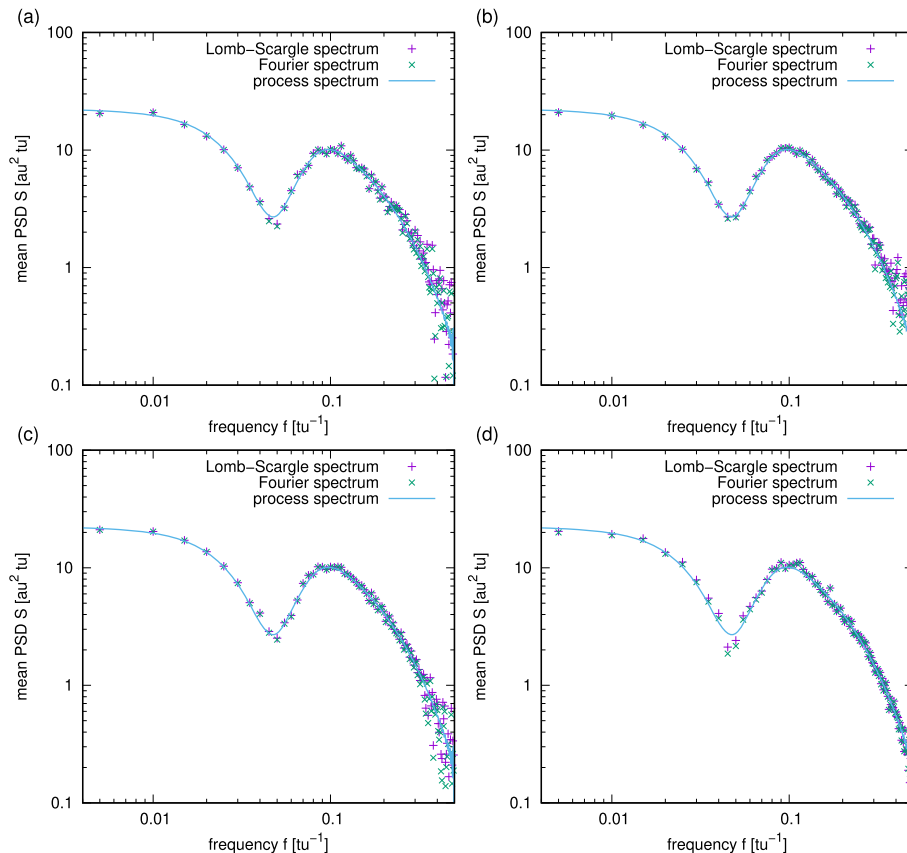 (a)
100
10
1
0.1
mean PSD S [au² tu]
Lomb−Scargle spectrum
Fourier spectrum
process spectrum
0.01
0.1
frequency f [tu⁻¹]
(b)
100
10
1
0.1
mean PSD S [au² tu]
Lomb−Scargle spectrum
Fourier spectrum
process spectrum
0.01
0.1
frequency f [tu⁻¹]
(c)
100
10
1
0.1
mean PSD S [au² tu]
Lomb−Scargle spectrum
Fourier spectrum
process spectrum
0.01
0.1
frequency f [tu⁻¹]
(d)
100
10
1
0.1
mean PSD S [au² tu]
Lomb−Scargle spectrum
Fourier spectrum
process spectrum
0.01
0.1
frequency f [tu⁻¹]